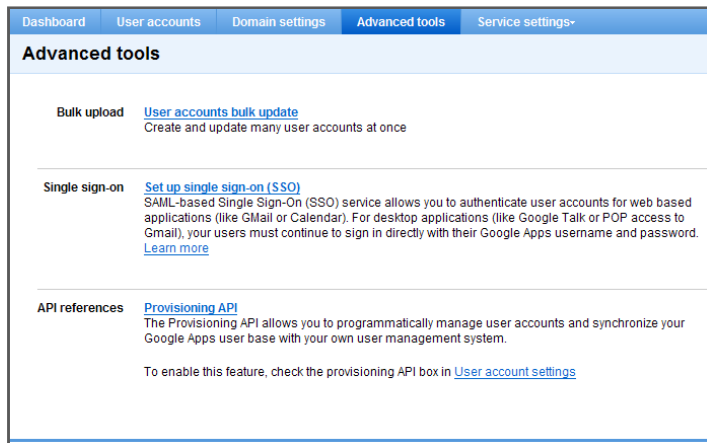 Dashboard User accounts Domain settings Advanced tools Service settings▾
Advanced tools
Bulk upload User accounts bulk update
Create and update many user accounts at once
Single sign-on Set up single sign-on (SSO)
SAML-based Single Sign-On (SSO) service allows you to authenticate user accounts for web based
applications (like GMail or Calendar). For desktop applications (like Google Talk or POP access to
Gmail), your users must continue to sign in directly with their Google Apps username and password.
Learn more
API references Provisioning API
The Provisioning API allows you to programmatically manage user accounts and synchronize your
Google Apps user base with your own user management system.
To enable this feature, check the provisioning API box in User account settings